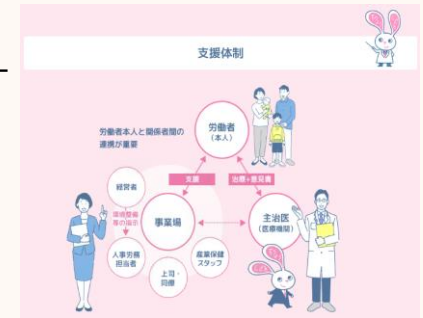 支援体制
労働者本人と関係者間の
連携が重要
労働者
(本人)
支援
治療・意見書
経営者
環境整備
等の指示
事業場
主治医
(医療機関)
人事労務
担当者
上司・
同僚
産業保健
スタッフ